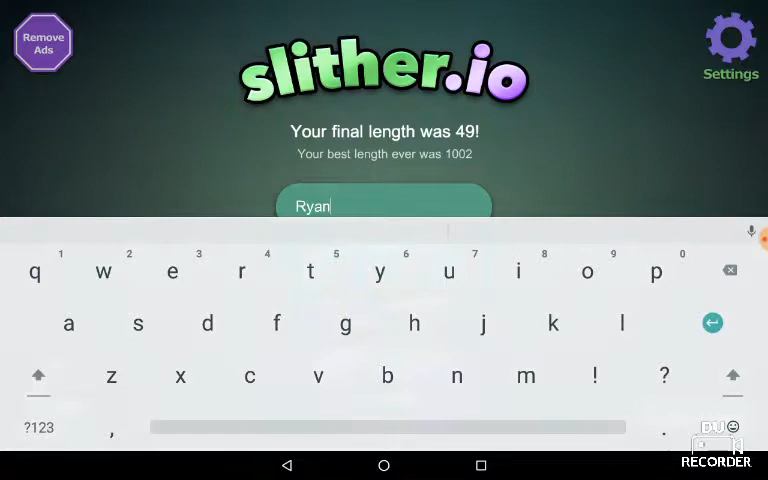 Remove
Ads
slither.io
Settings
Your final length was 49!
Your best length ever was 1002
Ryan
1 2 3 4 5 6 7 8 9 0
q w e r t y u i o p
a s d f g h j k l
z x c v b n m ! ?
?123 , .
DU
RECORDER